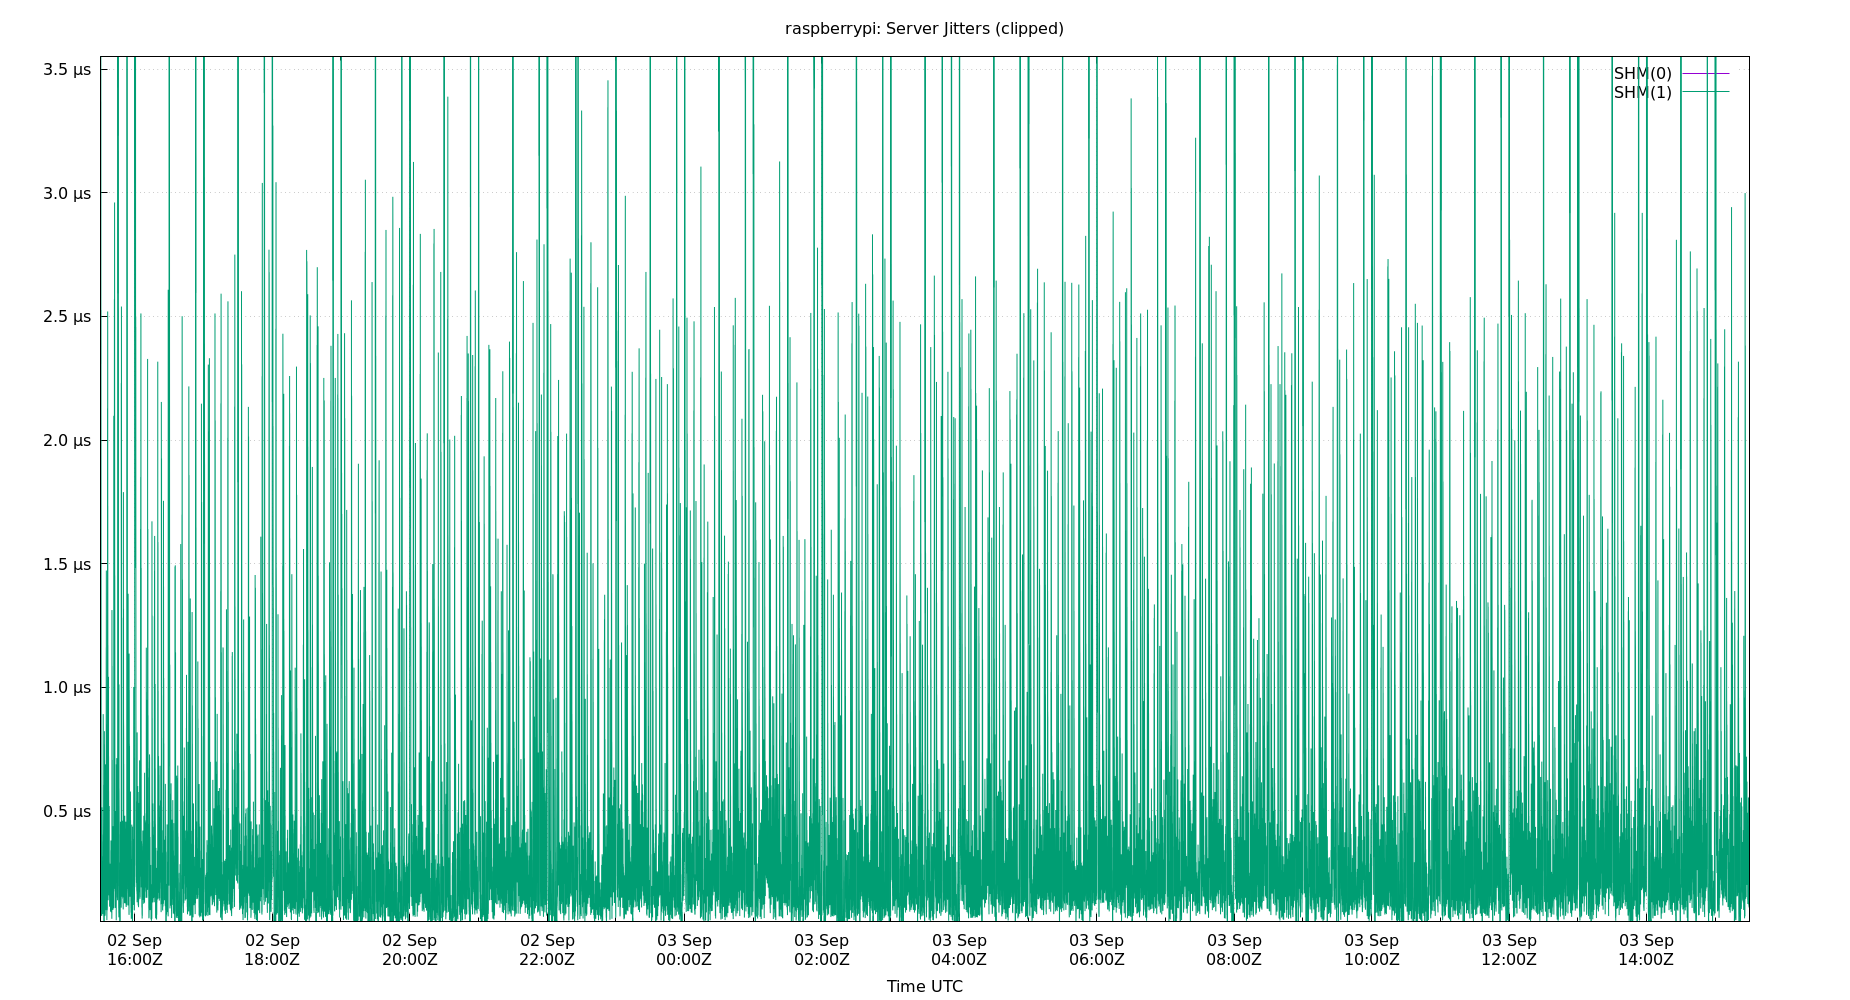 raspberrypi: Server Jitters (clipped)
3.5 µs
3.0 µs
2.5 µs
2.0 µs
1.5 µs
1.0 µs
0.5 µs
SHM(0)
SHM(1)
02 Sep 02 Sep 02 Sep 02 Sep 03 Sep 03 Sep 03 Sep 03 Sep 03 Sep 03 Sep 03 Sep 03 Sep
16:00Z 18:00Z 20:00Z 22:00Z 00:00Z 02:00Z 04:00Z 06:00Z 08:00Z 10:00Z 12:00Z 14:00Z
Time UTC